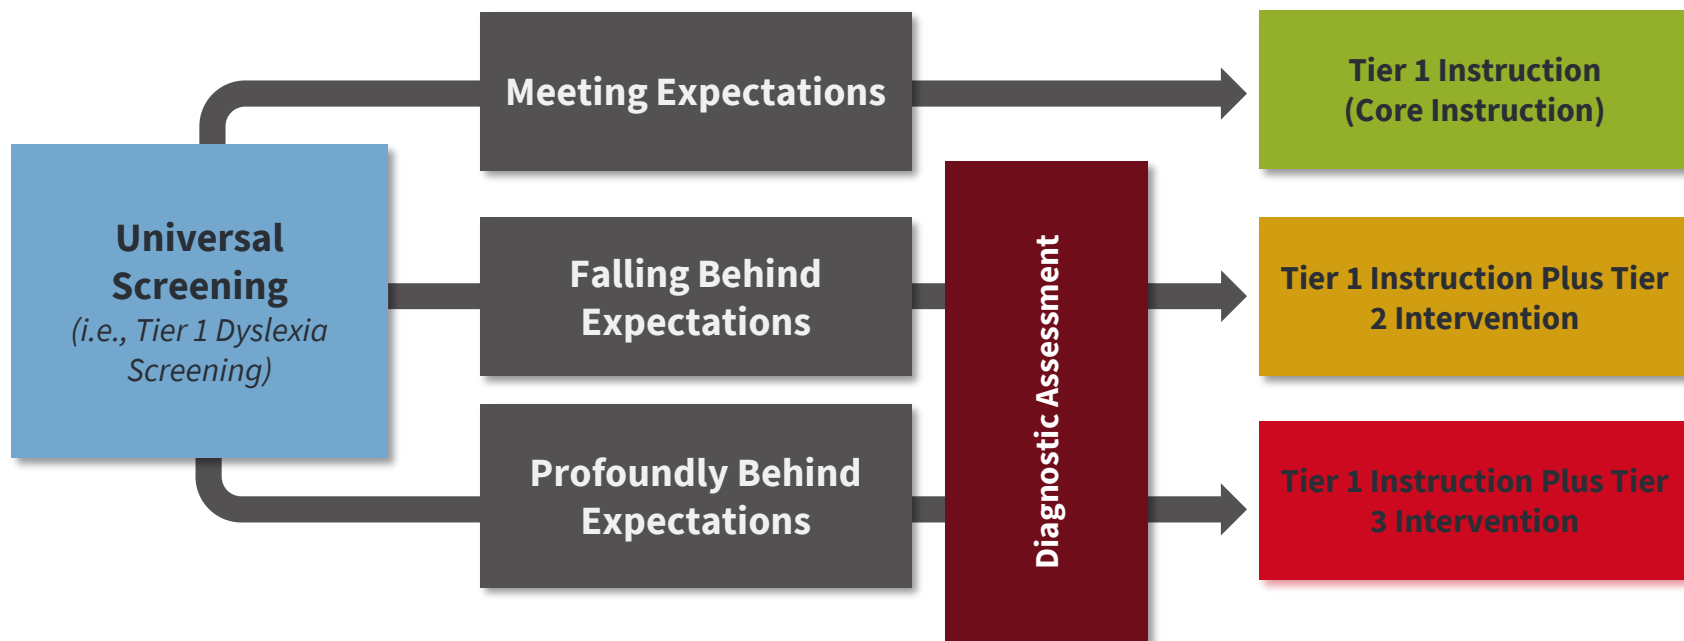 Meeting Expectations
Tier 1 Instruction
(Core Instruction)
Universal
Screening
(i.e., Tier 1 Dyslexia
Screening)
Falling Behind
Expectations
Diagnostic Assessment
Tier 1 Instruction Plus Tier
2 Intervention
Profoundly Behind
Expectations
Tier 1 Instruction Plus Tier
3 Intervention